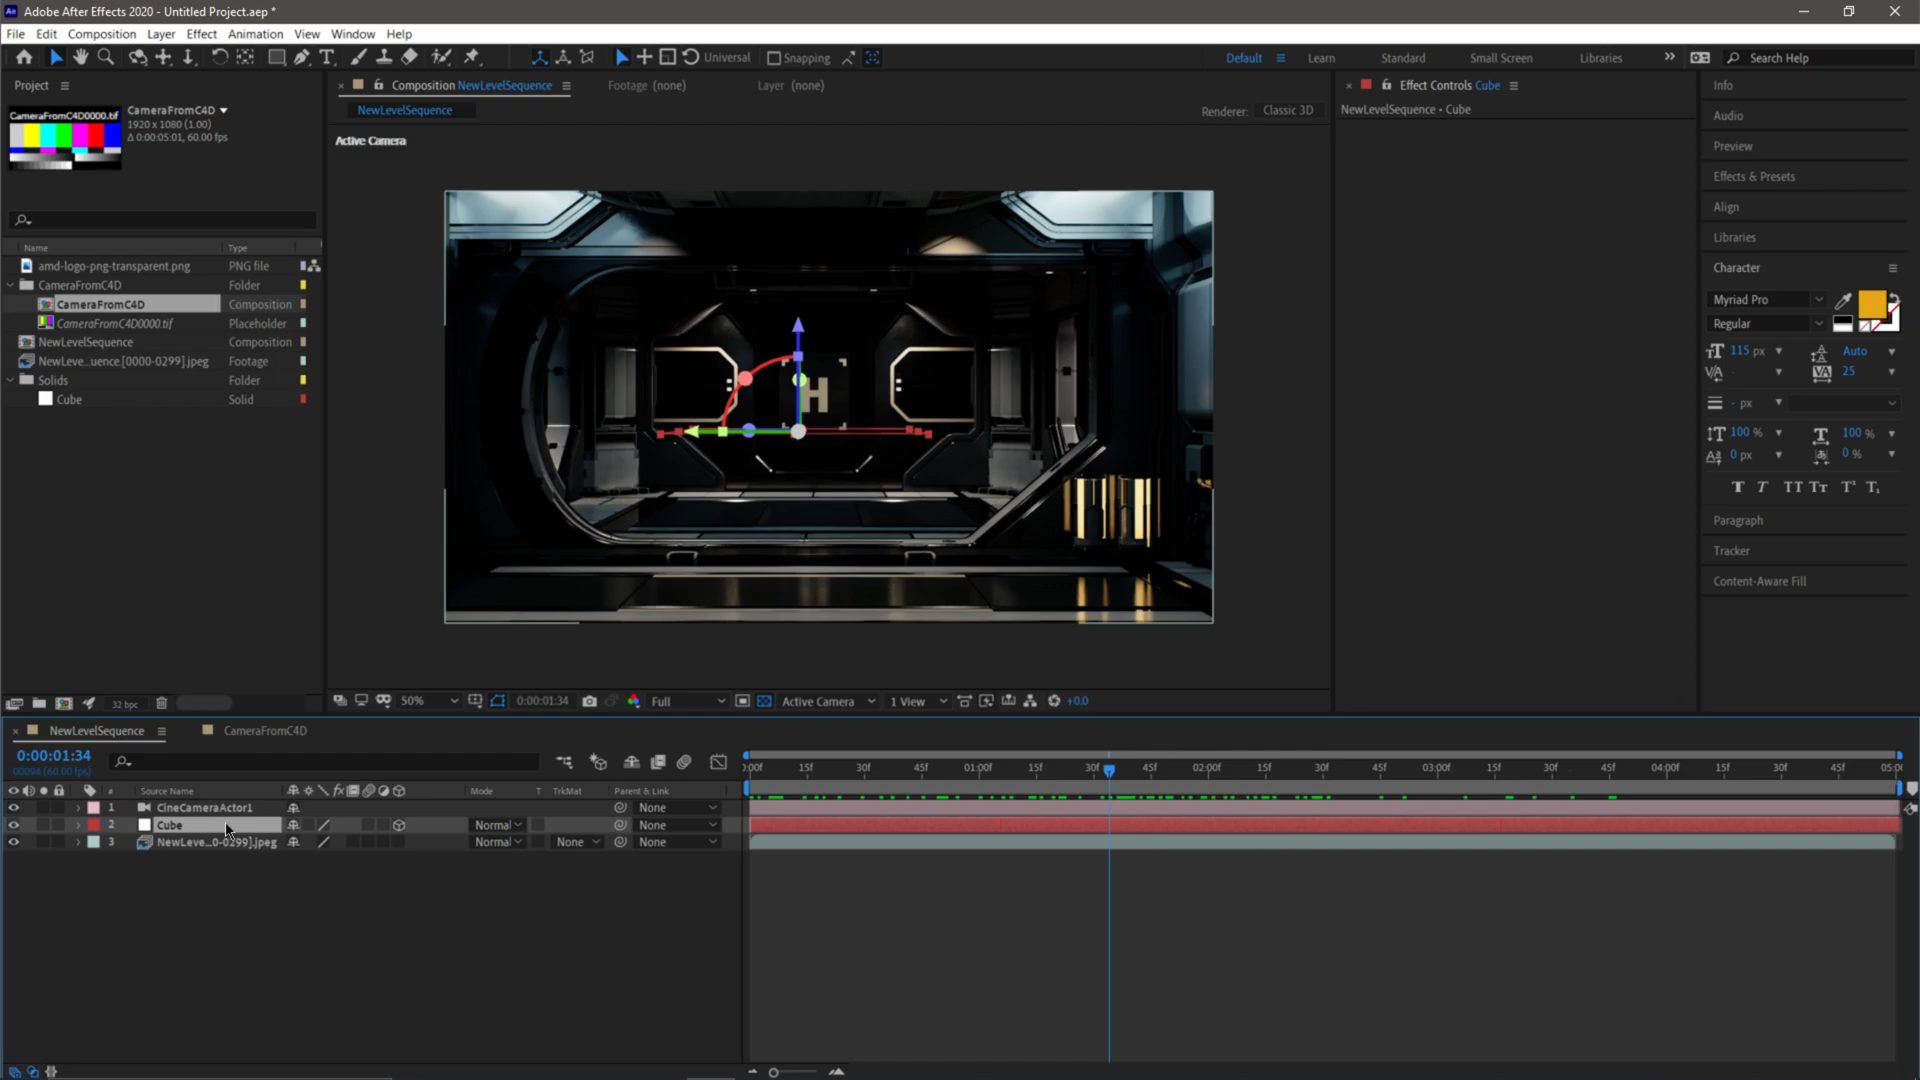 Ae Adobe After Effects 2020 - Untitled Project.aep *
File Edit Composition Layer Effect Animation View Window Help
Universal Snapping Default Learn Standard Small Screen Libraries Search Help
Project
CameraFromC4D0000.tif
CameraFromC4D
1920 x 1080 (1.00)
Δ 0:00:05:01, 60.00 fps
Name Type
amd-logo-png-transparent.png PNG file
CameraFromC4D Folder
CameraFromC4D Composition
CameraFromC4D0000.tif Placeholder
NewLevelSequence Composition
NewLeve...uence.[0000-0299].jpeg Footage
Solids Folder
Cube Solid
32 bpc
Composition NewLevelSequence Footage (none) Layer (none)
NewLevelSequence
Renderer: Classic 3D
Active Camera
H
50% 0:00:01:34 Full Active Camera 1 View +0.0
Effect Controls Cube
NewLevelSequence • Cube
Info
Audio
Preview
Effects & Presets
Align
Libraries
Character
Myriad Pro
Regular
115 px Auto
25
- px
100 % 100 %
0 px 0 %
T T TT Tt T¹ T₁
Paragraph
Tracker
Content-Aware Fill
NewLevelSequence CameraFromC4D
0:00:01:34
00094 (60.00 fps)
# Source Name fx Mode T TrkMat Parent & Link
1 CineCameraActor1 None
2 Cube Normal None
3 NewLeve...0-0299].jpeg Normal None None
):00f 15f 30f 45f 01:00f 15f 30f 45f 02:00f 15f 30f 45f 03:00f 15f 30f 45f 04:00f 15f 30f 45f 05:0